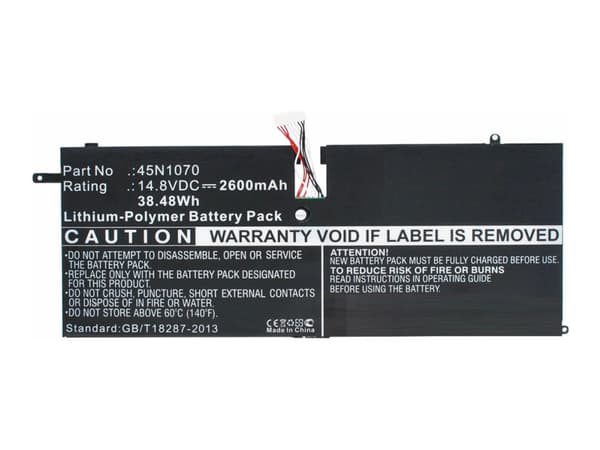 Part No :45N1070
Rating :14.8VDC⎓2600mAh
38.48Wh
Lithium-Polymer Battery Pack
CAUTION
WARRANTY VOID IF LABEL IS REMOVED
•DO NOT ATTEMPT TO DISASSEMBLE, OPEN OR SERVICE
THE BATTERY PACK.
•REPLACE ONLY WITH THE BATTERY PACK DESIGNATED
FOR THIS PRODUCT.
•DO NOT CRUSH, PUNCTURE, SHORT EXTERNAL CONTACTS
OR DISPOSE OF IN FIRE OR WATER.
•DO NOT STORE ABOVE 60℃ (140℉).
Standard:GB/T18287-2013
CE
Made In China
ATTENTION!
NEW BATTERY PACK MUST BE FULLY CHARGED BEFORE USE.
TO REDUCE RISK OF FIRE OR BURNS
READ INSTRUCTIONS IN OPERATING GUIDE
BEFORE USING OF THE BATTERY